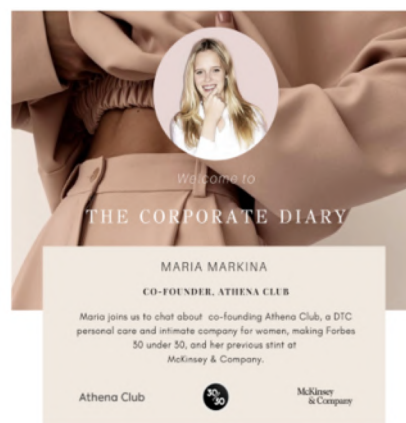 Welcome to
THE CORPORATE DIARY
MARIA MARKINA
CO-FOUNDER, ATHENA CLUB
Maria joins us to chat about co-founding Athena Club, a DTC
personal care and intimate company for women, making Forbes
30 under 30, and her previous stint at
McKinsey & Company.
Athena Club
30/30
McKinsey
& Company